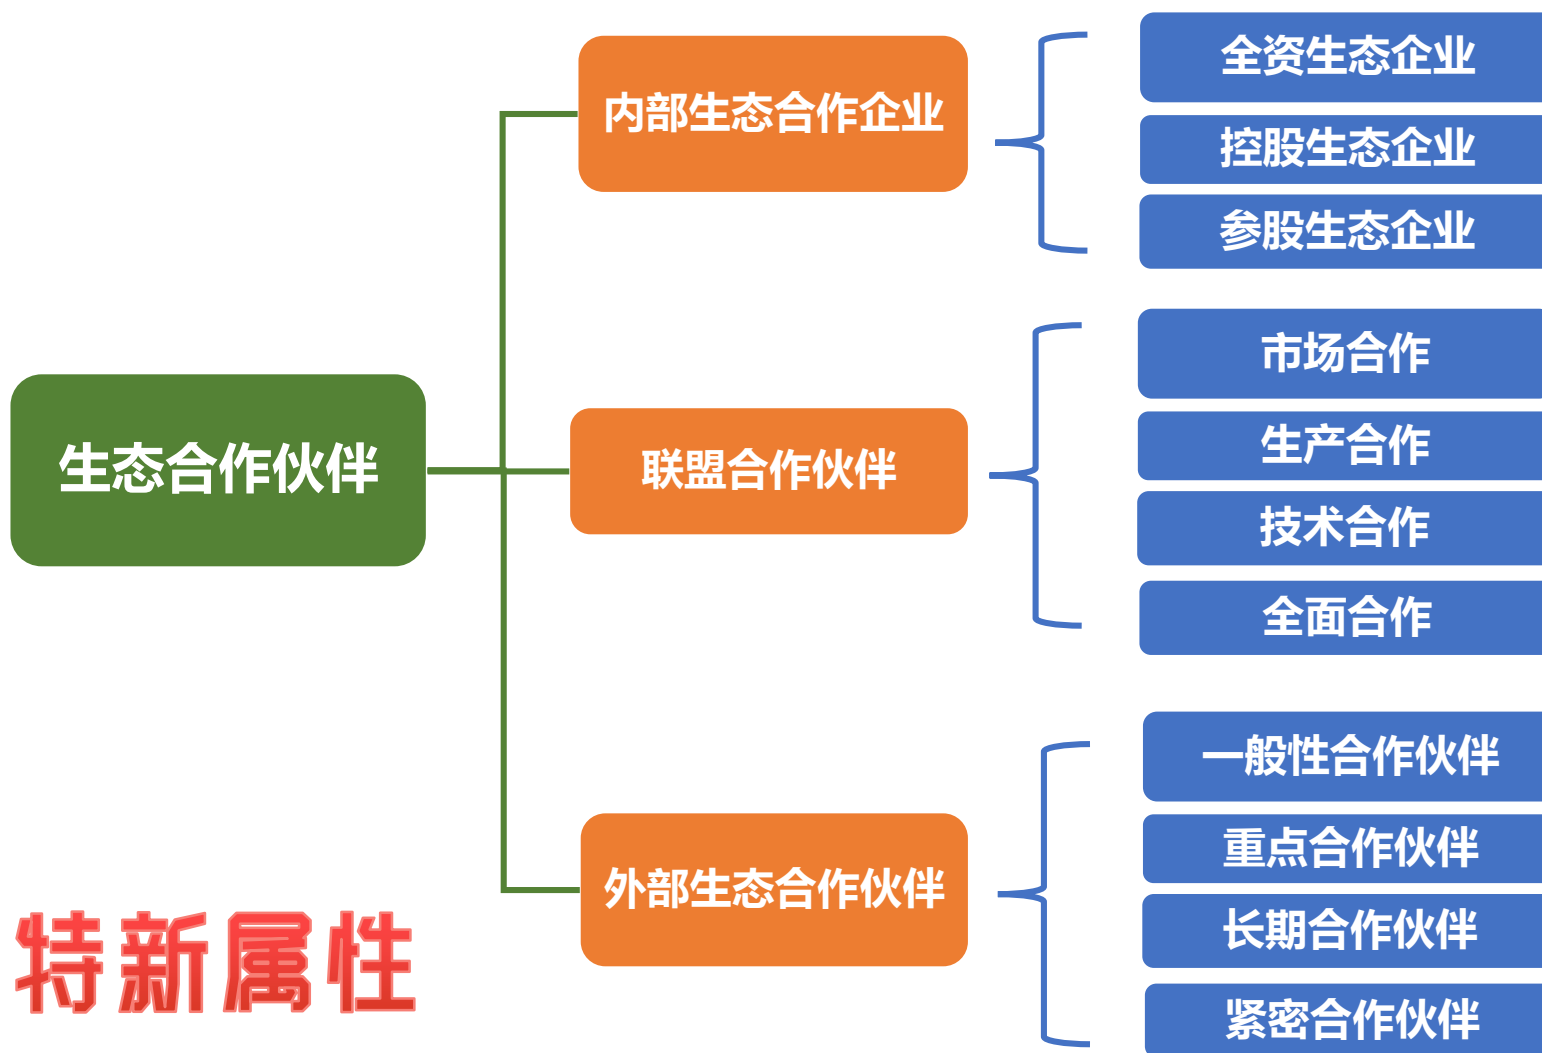 生态合作伙伴
内部生态合作企业
全资生态企业
控股生态企业
参股生态企业
联盟合作伙伴
市场合作
生产合作
技术合作
全面合作
外部生态合作伙伴
一般性合作伙伴
重点合作伙伴
长期合作伙伴
紧密合作伙伴
特新属性